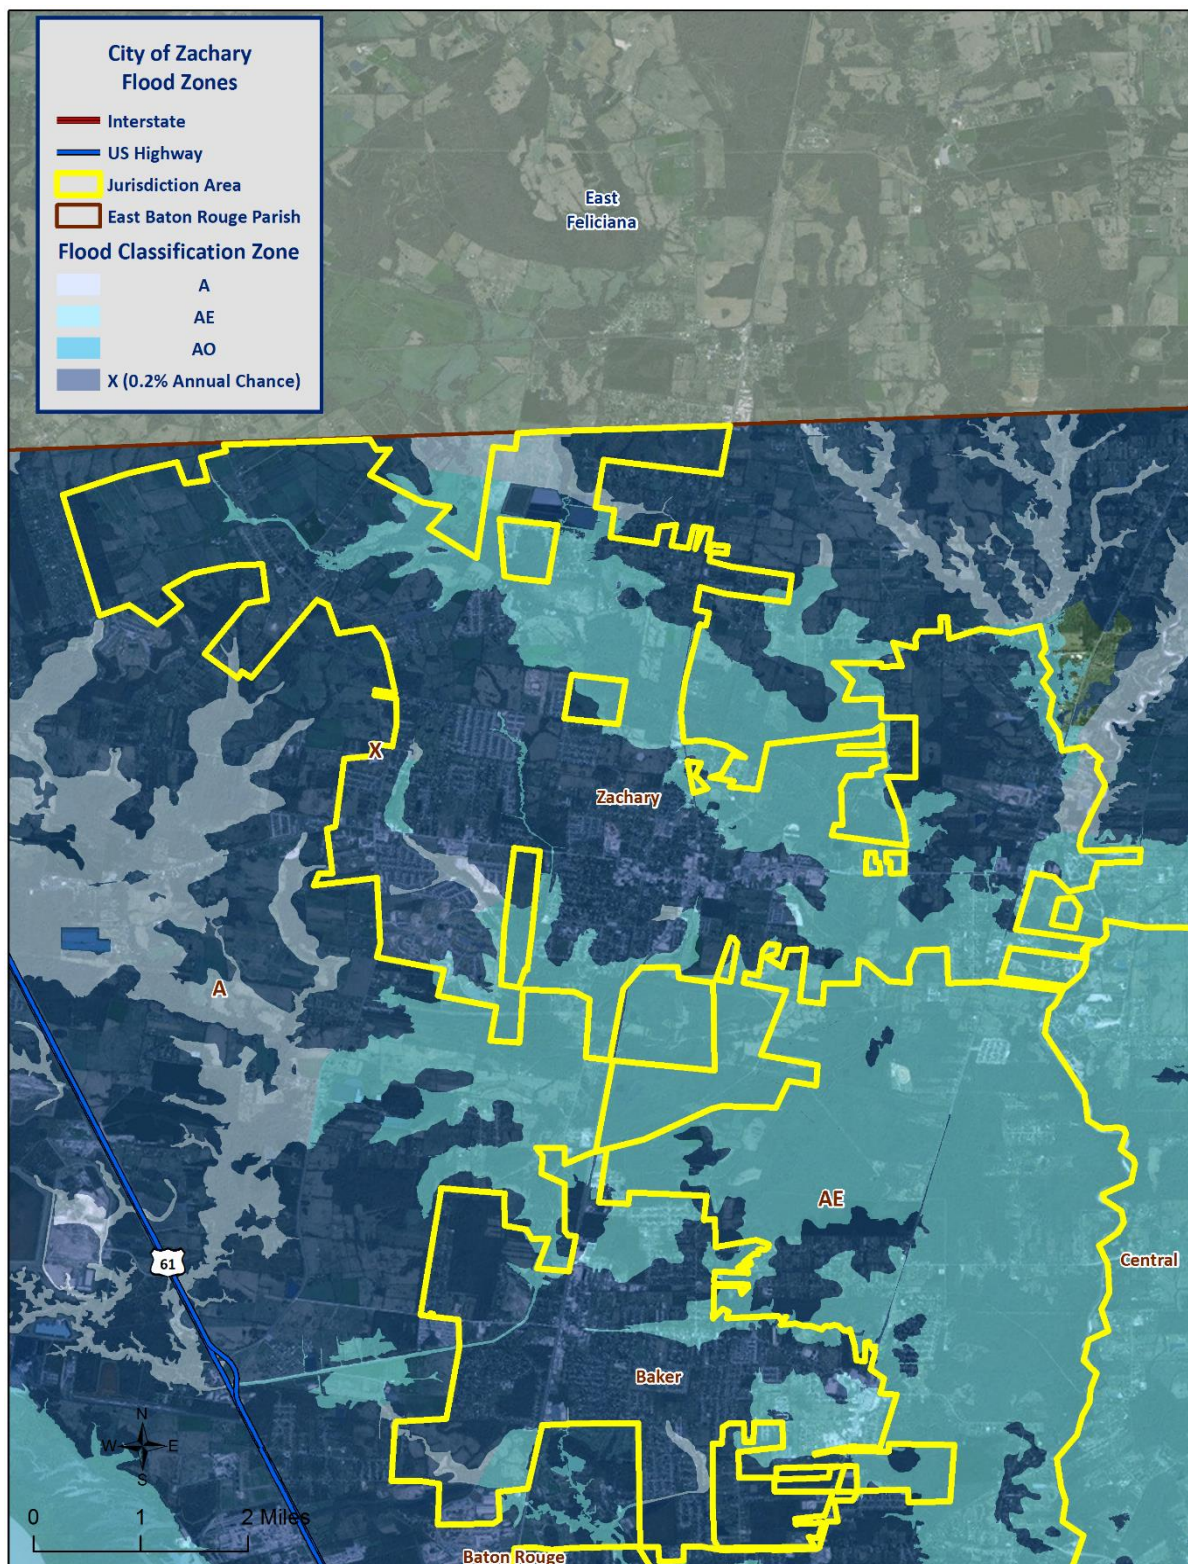 City of Zachary
Flood Zones
Interstate
US Highway
Jurisdiction Area
East Baton Rouge Parish
Flood Classification Zone
A
AE
AO
X (0.2% Annual Chance)
East
Feliciana
X
Zachary
A
AE
Central
61
Baker
N
W E
S
0 1 2 Miles
Baton Rouge